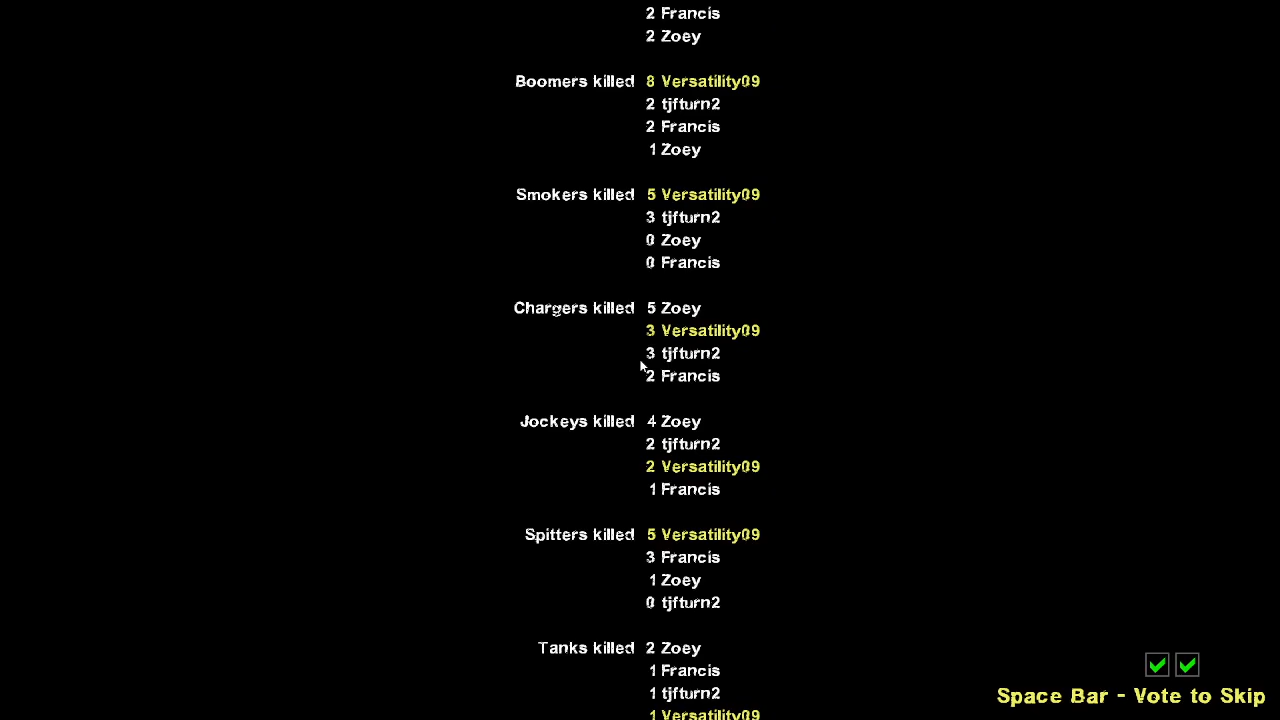 2 Francis
2 Zoey
Boomers killed 8 Versatility09
2 tjfturn2
2 Francis
1 Zoey
Smokers killed 5 Versatility09
3 tjfturn2
0 Zoey
0 Francis
Chargers killed 5 Zoey
3 Versatility09
3 tjfturn2
2 Francis
Jockeys killed 4 Zoey
2 tjfturn2
2 Versatility09
1 Francis
Spitters killed 5 Versatility09
3 Francis
1 Zoey
0 tjfturn2
Tanks killed 2 Zoey
1 Francis
1 tjfturn2
1 Versatility09
Space Bar - Vote to Skip